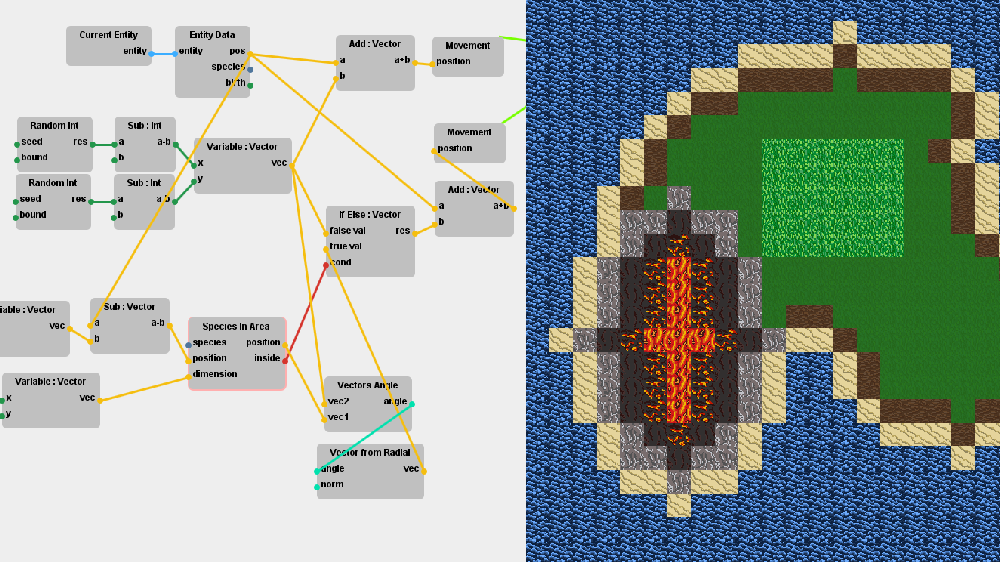 Current Entity
entity
Entity Data
entity
pos
species
birth
Add : Vector
a
a+b
b
Movement
position
Random Int
seed
res
bound
Sub : Int
a
a-b
b
Variable : Vector
x
vec
y
Movement
position
Random Int
seed
res
bound
Sub : Int
a
a-b
b
Add : Vector
a
a+b
b
If Else : Vector
false val
res
true val
cond
iable : Vector
vec
Sub : Vector
a
a-b
b
Species In Area
species
position
position
inside
dimension
Variable : Vector
x
vec
y
Vectors Angle
vec2
angle
vec1
Vector from Radial
angle
vec
norm